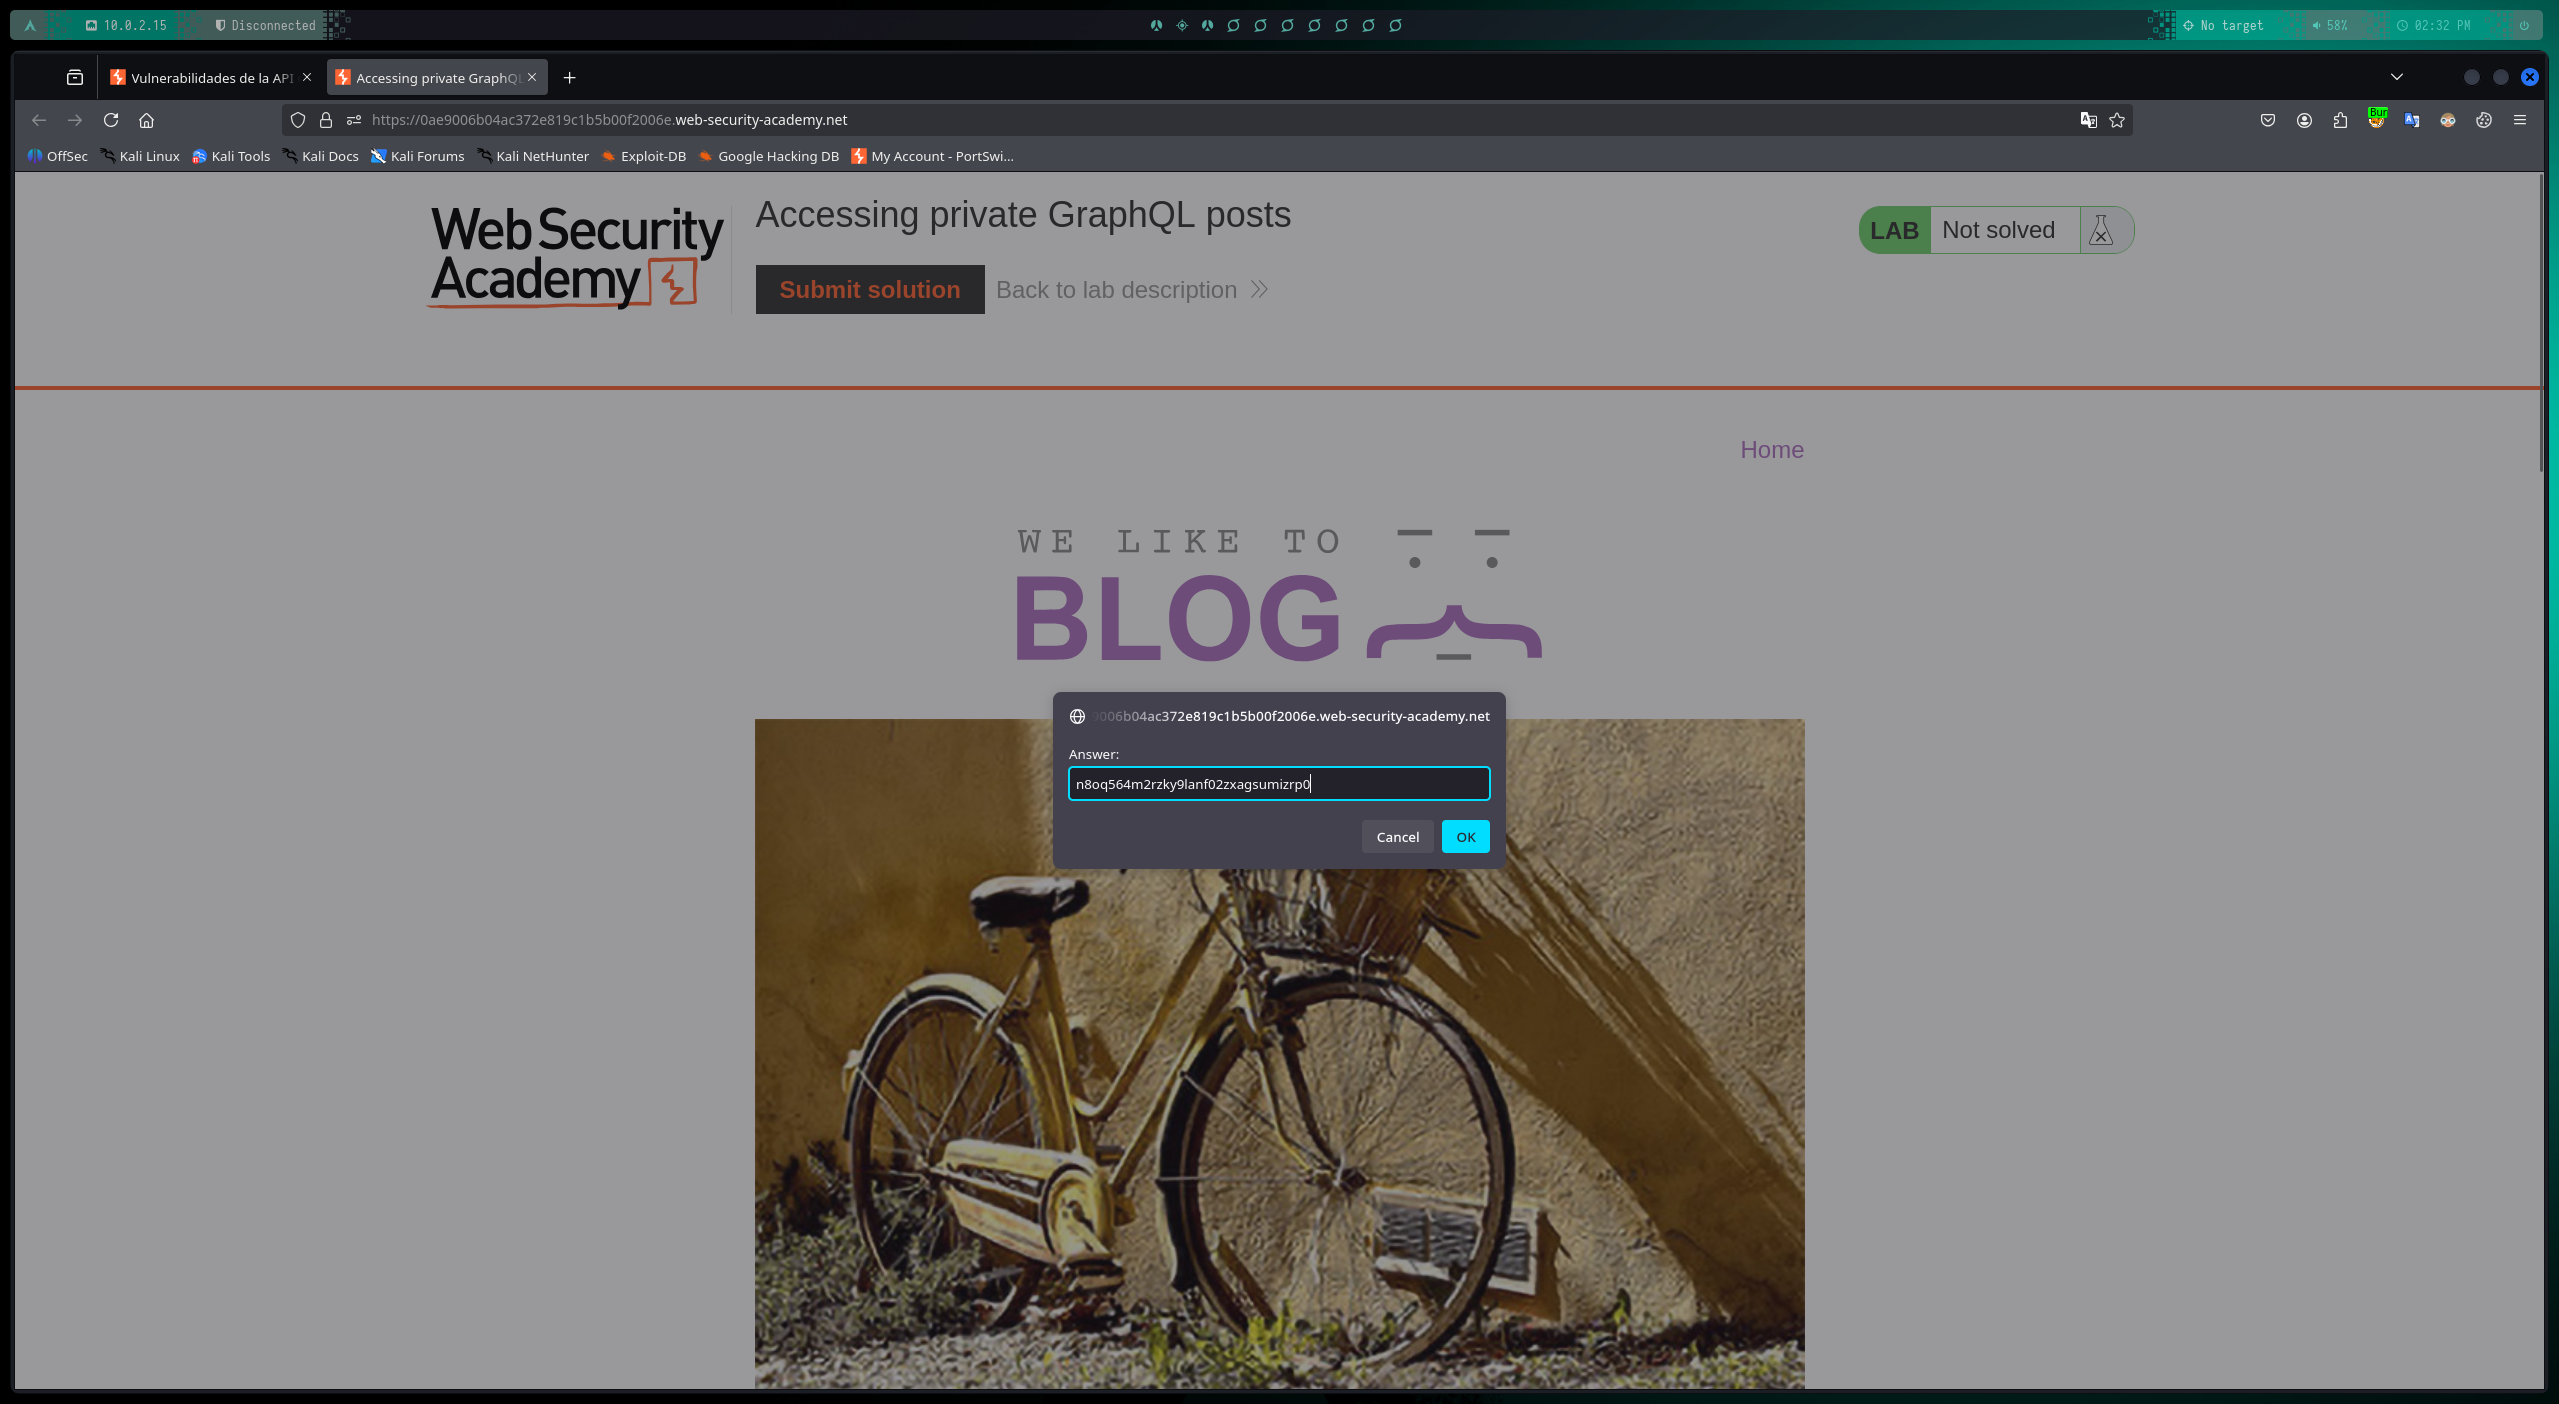 10.0.2.15 Disconnected No target 58% 02:32 PM
Vulnerabilidades de la API Accessing private GraphQL
https://0ae9006b04ac372e819c1b5b00f2006e.web-security-academy.net Bur
OffSec Kali Linux Kali Tools Kali Docs Kali Forums Kali NetHunter Exploit-DB Google Hacking DB My Account - PortSwi...
Web Security
Academy
Accessing private GraphQL posts
LAB Not solved
Submit solution Back to lab description
Home
WE LIKE TO
BLOG
9006b04ac372e819c1b5b00f2006e.web-security-academy.net
Answer:
n8oq564m2rzky9lanf02zxagsumizrp0
Cancel OK